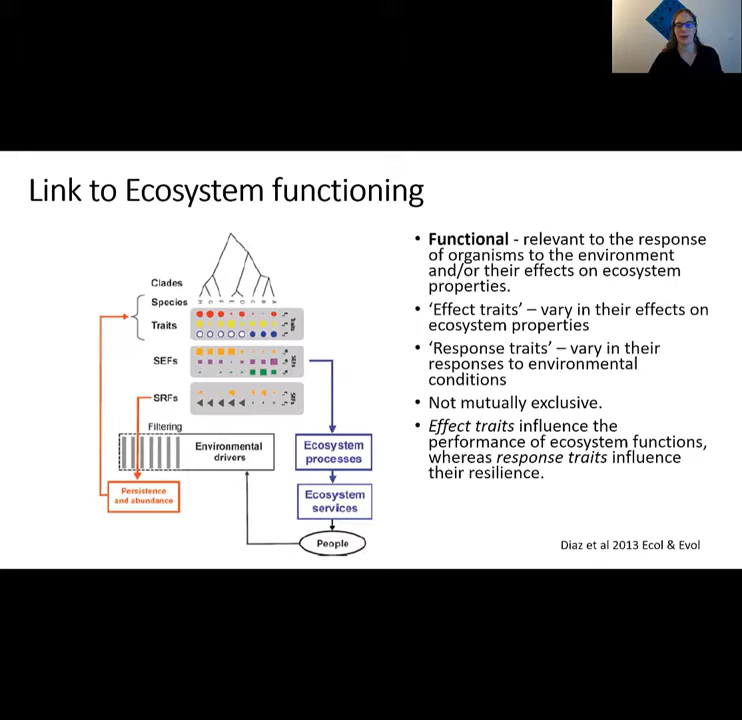 Link to Ecosystem functioning
Clades
Species
H G F E D C B A
Traits
Traits
SEFs
SEFs
SRFs
SRFs
Filtering
Environmental
drivers
Persistence
and abundance
Ecosystem
processes
Ecosystem
services
People
• Functional - relevant to the response
of organisms to the environment
and/or their effects on ecosystem
properties.
• ‘Effect traits’ – vary in their effects on
ecosystem properties
• ‘Response traits’ – vary in their
responses to environmental
conditions
• Not mutually exclusive.
• Effect traits influence the
performance of ecosystem functions,
whereas response traits influence
their resilience.
Diaz et al 2013 Ecol & Evol